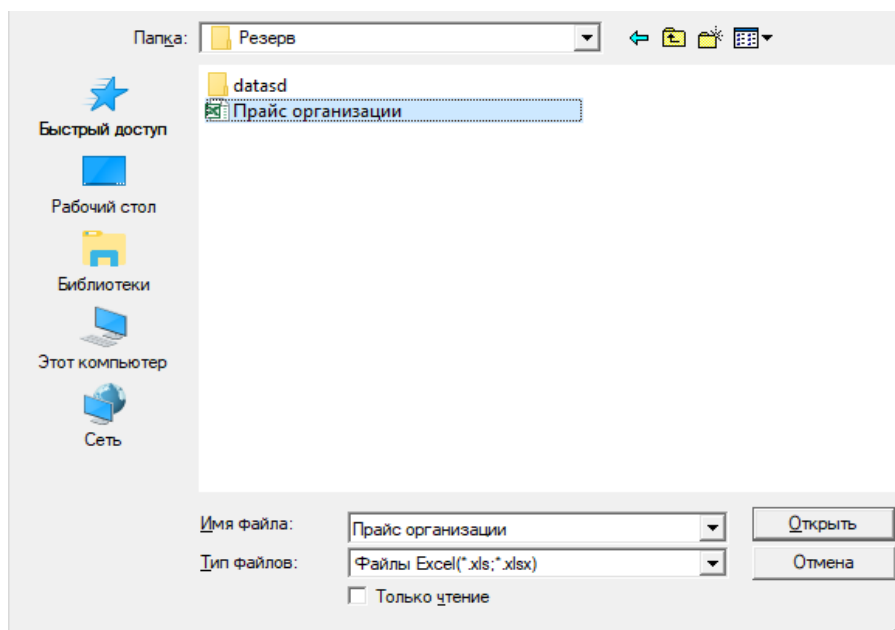 Папка:
Резерв
datasd
Прайс организации
Быстрый доступ
Рабочий стол
Библиотеки
Этот компьютер
Сеть
Имя файла:
Прайс организации
Открыть
Тип файлов:
Файлы Excel(*.xls;*.xlsx)
Отмена
Только чтение